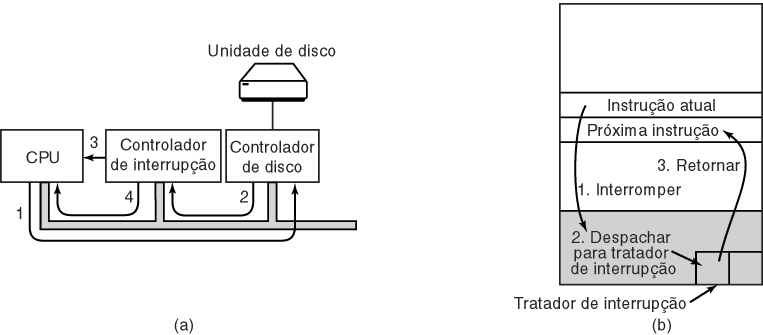 Unidade de disco
CPU
3
Controlador
de interrupção
Controlador
de disco
1
4
2
(a)
Instrução atual
Próxima instrução
3. Retornar
1. Interromper
2. Despachar
para tratador
de interrupção
Tratador de interrupção
(b)